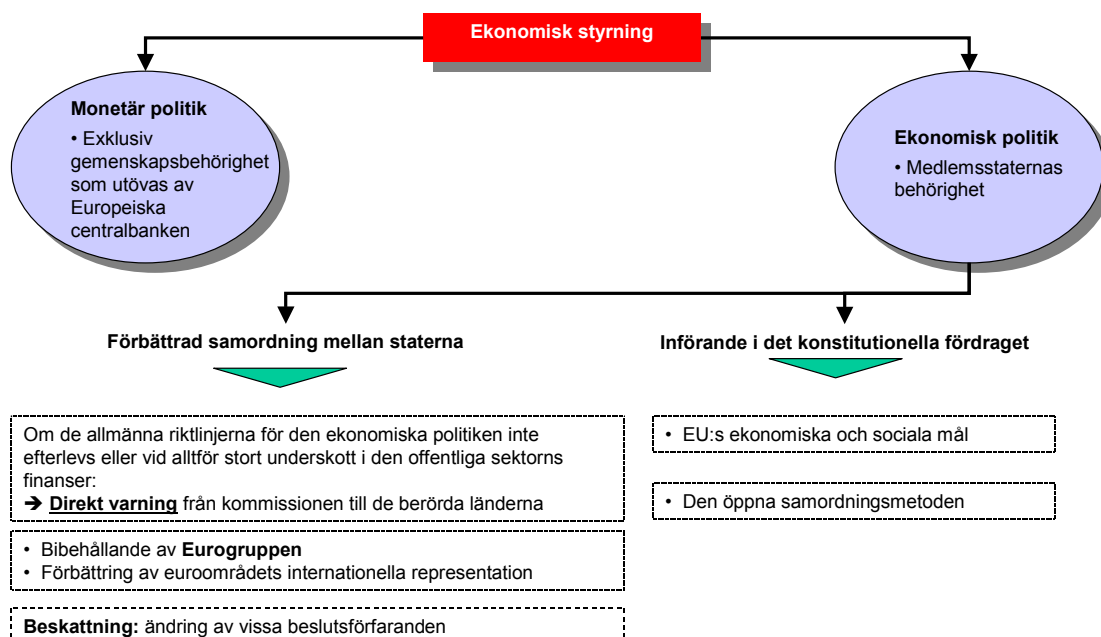 Ekonomisk styrning
Monetär politik
• Exklusiv
gemenskapsbehörighet
som utövas av
Europeiska
centralbanken
Ekonomisk politik
• Medlemsstaternas
behörighet
Förbättrad samordning mellan staterna
Införande i det konstitutionella fördraget
Om de allmänna riktlinjerna för den ekonomiska politiken inte
efterlevs eller vid alltför stort underskott i den offentliga sektorns
finanser:
➔ Direkt varning från kommissionen till de berörda länderna
• Bibehållande av Eurogruppen
• Förbättring av euroområdets internationella representation
Beskattning: ändring av vissa beslutsförfaranden
• EU:s ekonomiska och sociala mål
• Den öppna samordningsmetoden